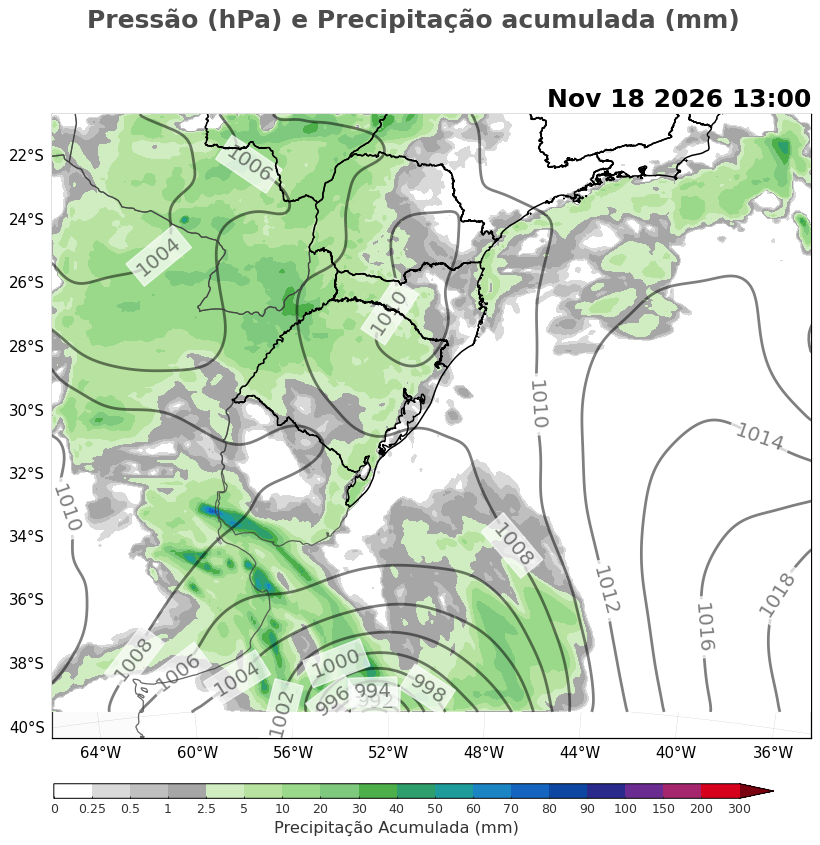 Pressão (hPa) e Precipitação acumulada (mm)
Nov 18 2026 13:00
22°S
24°S
26°S
28°S
30°S
32°S
34°S
36°S
38°S
40°S
1006
1004
1010
1010
1014
1010
1008
1012
1016
1018
1008
1006
1004
1000
1002
996
994
998
64°W 60°W 56°W 52°W 48°W 44°W 40°W 36°W
0 0.25 0.5 1 2.5 5 10 20 30 40 50 60 70 80 90 100 150 200 300
Precipitação Acumulada (mm)